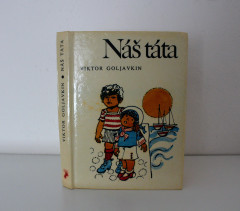 Náš táta
VIKTOR GOLJAVKIN
VIKTOR GOLJAVKIN • NÁŠ TÁTA